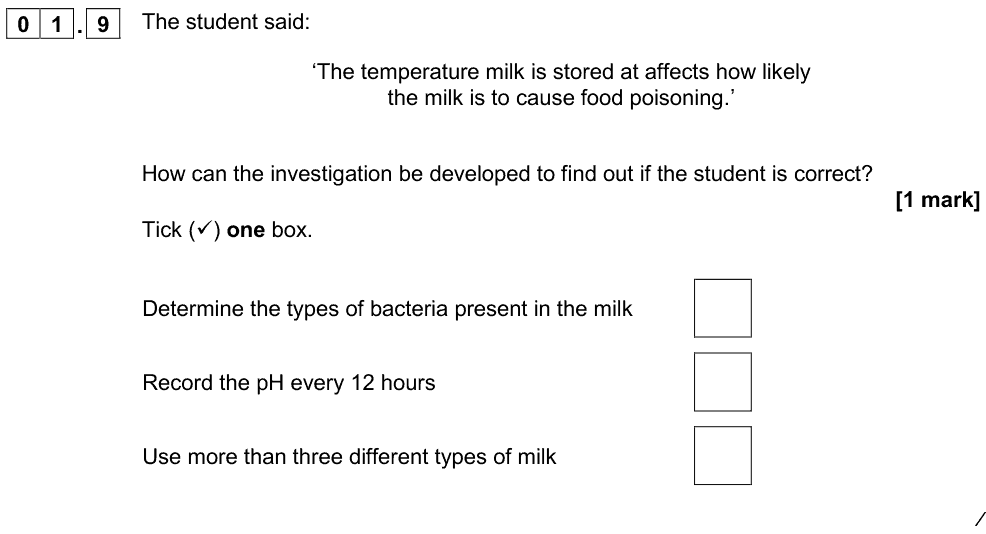 0 1 . 9 The student said:
‘The temperature milk is stored at affects how likely
the milk is to cause food poisoning.’
How can the investigation be developed to find out if the student is correct?
[1 mark]
Tick (✓) one box.
Determine the types of bacteria present in the milk
Record the pH every 12 hours
Use more than three different types of milk